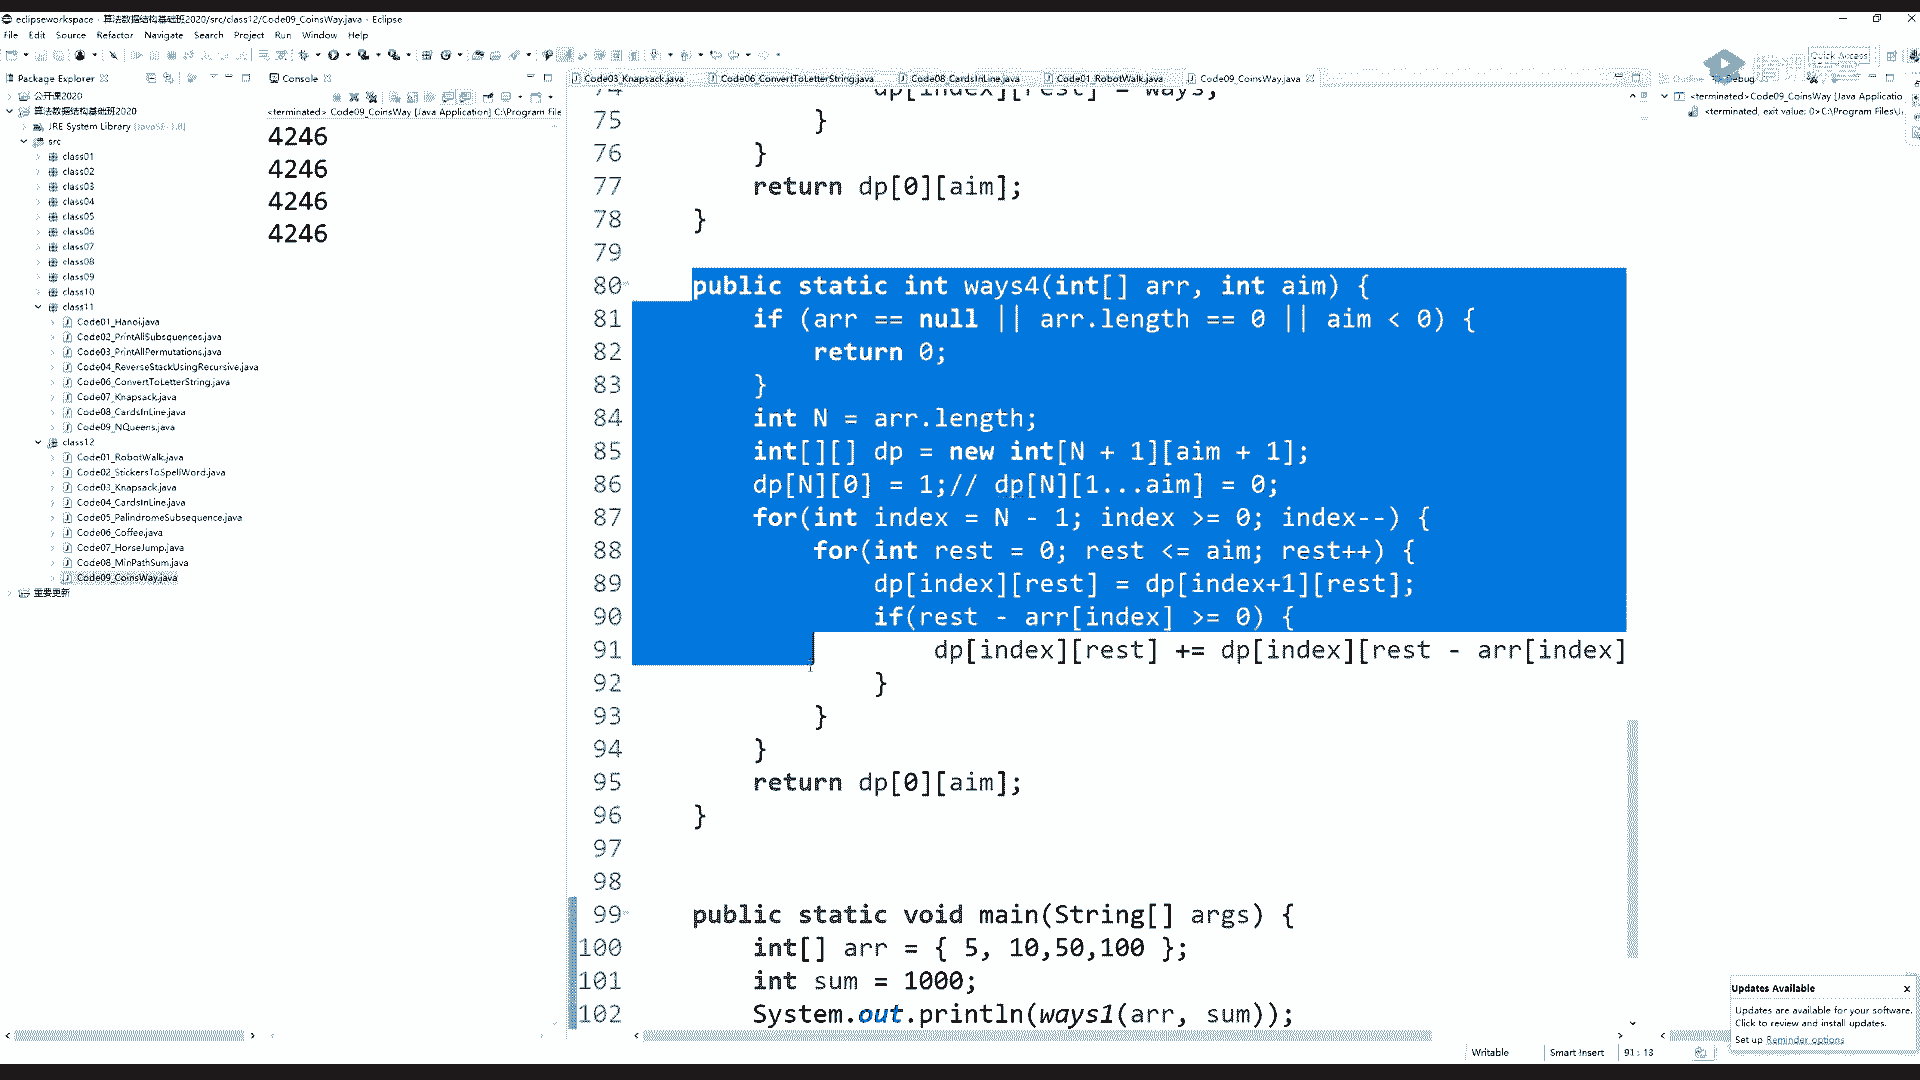 eclipseworkspace - 算法数据结构基础班2020/src/class12/Code09_CoinsWay.java - Eclipse
File Edit Source Refactor Navigate Search Project Run Window Help
Quick Access
Package Explorer
公开课2020
算法数据结构基础班2020
JRE System Library [JavaSE-1.8]
src
class01
class02
class03
class04
class05
class06
class07
class08
class09
class10
class11
Code01_Hanoi.java
Code02_PrintAllSubsquences.java
Code03_PrintAllPermutations.java
Code04_ReverseStackUsingRecursive.java
Code06_ConvertToLetterString.java
Code07_Knapsack.java
Code08_CardsInLine.java
Code09_NQueens.java
class12
Code01_RobotWalk.java
Code02_StickersToSpellWord.java
Code03_Knapsack.java
Code04_CardsInLine.java
Code05_PalindromeSubsequence.java
Code06_Coffee.java
Code07_HorseJump.java
Code08_MinPathSum.java
Code09_CoinsWay.java
重要更新
Console
<terminated> Code09_CoinsWay [Java Application] C:\Program File
4246
4246
4246
4246
Code03_Knapsack.java Code06_ConvertToLetterString.java Code08_CardsInLine.java Code01_RobotWalk.java Code09_CoinsWay.java
74 dp[index][rest] = ways;
75 }
76 }
77 return dp[0][aim];
78 }
79
80 public static int ways4(int[] arr, int aim) {
81 if (arr == null || arr.length == 0 || aim < 0) {
82 return 0;
83 }
84 int N = arr.length;
85 int[][] dp = new int[N + 1][aim + 1];
86 dp[N][0] = 1;// dp[N][1...aim] = 0;
87 for(int index = N - 1; index >= 0; index--) {
88 for(int rest = 0; rest <= aim; rest++) {
89 dp[index][rest] = dp[index+1][rest];
90 if(rest - arr[index] >= 0) {
91 dp[index][rest] += dp[index][rest - arr[index]
92 }
93 }
94 }
95 return dp[0][aim];
96 }
97
98
99 public static void main(String[] args) {
100 int[] arr = { 5, 10,50,100 };
101 int sum = 1000;
102 System.out.println(ways1(arr, sum));
Debug
<terminated>Code09_CoinsWay [Java Applicatio
<terminated, exit value: 0>C:\Program Files\J
Updates Available
Updates are available for your software.
Click to review and install updates.
Set up Reminder options
Writable Smart Insert 91 : 13